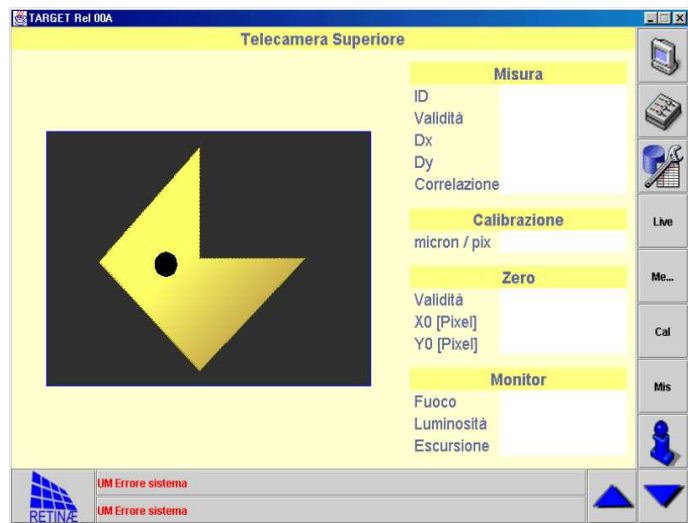 TARGET Rel 00A
Telecamera Superiore
Misura
ID
Validità
Dx
Dy
Correlazione
Calibrazione
micron / pix
Zero
Validità
X0 [Pixel]
Y0 [Pixel]
Monitor
Fuoco
Luminosità
Escursione
Live
Me...
Cal
Mis
RETINÆ
UM Errore sistema
UM Errore sistema